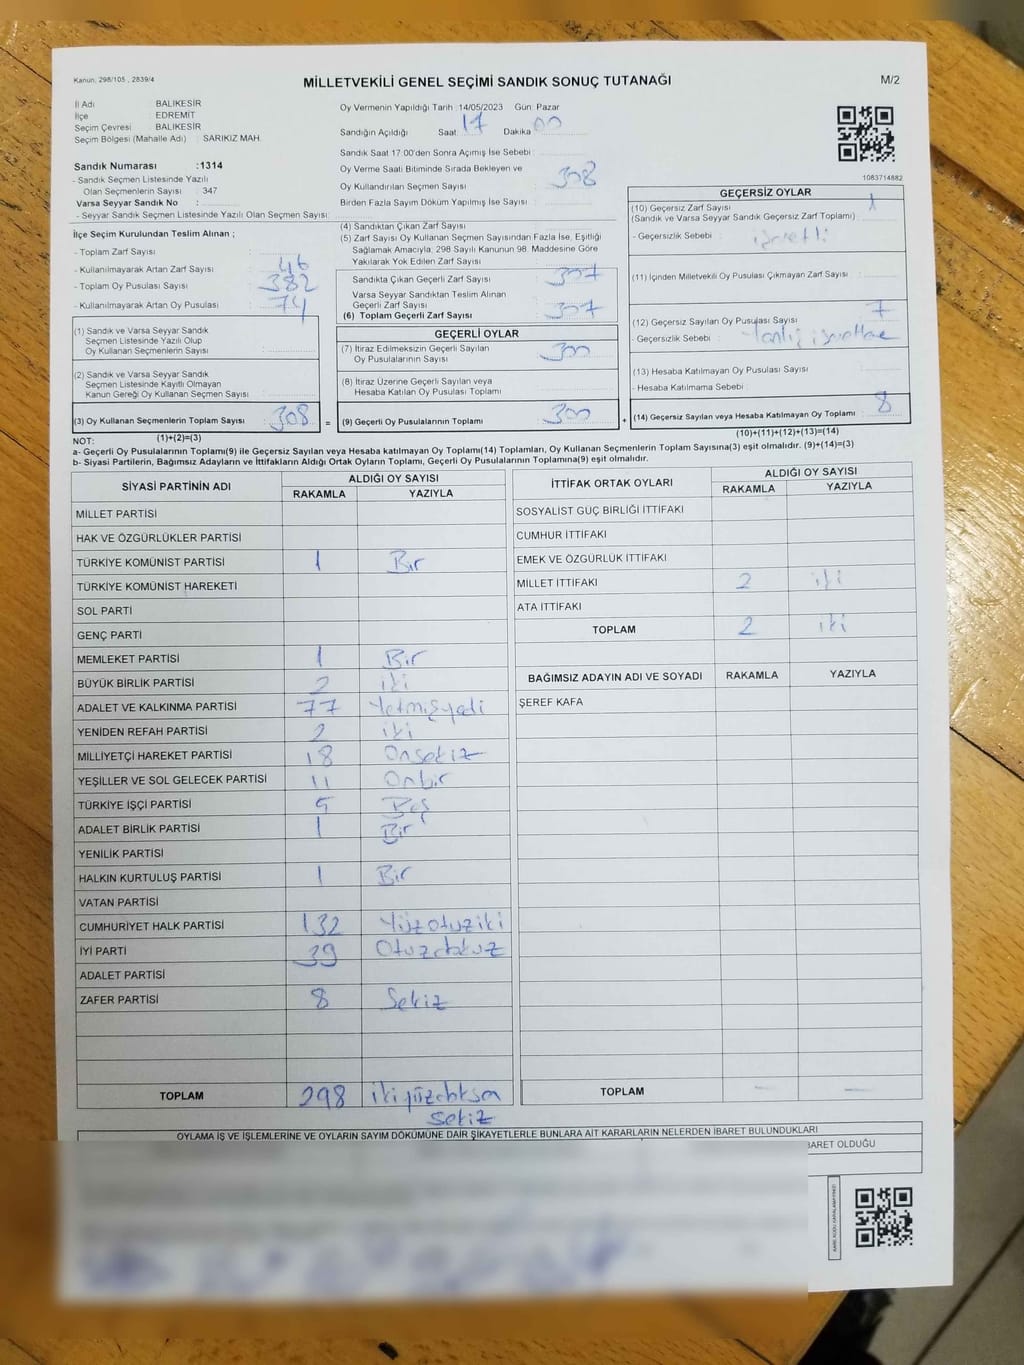 Kanun; 298/105 , 2839/4
MİLLETVEKİLİ GENEL SEÇİMİ SANDIK SONUÇ TUTANAĞI
M/2
İl Adı BALIKESİR
İlçe EDREMİT
Seçim Çevresi BALIKESİR
Seçim Bölgesi (Mahalle Adı) : SARIKIZ MAH.
Sandık Numarası :1314
- Sandık Seçmen Listesinde Yazılı
Olan Seçmenlerin Sayısı : 347
Varsa Seyyar Sandık No :
- Seyyar Sandık Seçmen Listesinde Yazılı Olan Seçmen Sayısı:
Oy Vermenin Yapıldığı Tarih :14/05/2023 Gün: Pazar
Sandığın Açıldığı Saat: 17 Dakika 00
Sandık Saat 17:00'den Sonra Açımış İse Sebebi :
Oy Verme Saati Bitiminde Sırada Bekleyen ve
Oy Kullandırılan Seçmen Sayısı 308
Birden Fazla Sayım Döküm Yapılmış İse Sayısı :
1083714882
İlçe Seçim Kurulundan Teslim Alınan ;
- Toplam Zarf Sayısı
- Kullanılmayarak Artan Zarf Sayısı 46
- Toplam Oy Pusulası Sayısı 382
- Kullanılmayarak Artan Oy Pusulası 74
(1) Sandık ve Varsa Seyyar Sandık
Seçmen Listesinde Yazılı Olup
Oy Kullanan Seçmenlerin Sayısı :
(2) Sandık ve Varsa Seyyar Sandık
Seçmen Listesinde Kayıtlı Olmayan
Kanun Gereği Oy Kullanan Seçmen Sayısı :
(3) Oy Kullanan Seçmenlerin Toplam Sayısı 308 =
(1)+(2)=(3)
(4) Sandıktan Çıkan Zarf Sayısı
(5) Zarf Sayısı Oy Kullanan Seçmen Sayısından Fazla İse, Eşitliği
Sağlamak Amacıyla; 298 Sayılı Kanunun 98. Maddesine Göre
Yakılarak Yok Edilen Zarf Sayısı :
Sandıkta Çıkan Geçerli Zarf Sayısı 307
Varsa Seyyar Sandıktan Teslim Alınan
Geçerli Zarf Sayısı
(6) Toplam Geçerli Zarf Sayısı 307
GEÇERLİ OYLAR
(7) İtiraz Edilmeksizin Geçerli Sayılan
Oy Pusulalarının Sayısı 300
(8) İtiraz Üzerine Geçerli Sayılan veya
Hesaba Katılan Oy Pusulası Toplamı
(9) Geçerli Oy Pusulalarının Toplamı 300 +
GEÇERSİZ OYLAR
(10) Geçersiz Zarf Sayısı 1
(Sandık ve Varsa Seyyar Sandık Geçersiz Zarf Toplamı)
- Geçersizlik Sebebi : işaretli
(11) İçinden Milletvekili Oy Pusulası Çıkmayan Zarf Sayısı
(12) Geçersiz Sayılan Oy Pusulası Sayısı 7
- Geçersizlik Sebebi :
(13) Hesaba Katılmayan Oy Pusulası Sayısı
- Hesaba Katılmama Sebebi :
(14) Geçersiz Sayılan veya Hesaba Katılmayan Oy Toplamı 8
(10)+(11)+(12)+(13)=(14)
NOT:
a- Geçerli Oy Pusulalarının Toplamı(9) ile Geçersiz Sayılan veya Hesaba katılmayan Oy Toplamı(14) Toplamları, Oy Kullanan Seçmenlerin Toplam Sayısına(3) eşit olmalıdır. (9)+(14)=(3)
b- Siyasi Partilerin, Bağımsız Adayların ve İttifakların Aldığı Ortak Oyların Toplamı, Geçerli Oy Pusulalarının Toplamına(9) eşit olmalıdır.
SİYASİ PARTİNİN ADI ALDIĞI OY SAYISI
RAKAMLA YAZIYLA
MİLLET PARTİSİ
HAK VE ÖZGÜRLÜKLER PARTİSİ
TÜRKİYE KOMÜNİST PARTİSİ 1 Bir
TÜRKİYE KOMÜNİST HAREKETİ
SOL PARTİ
GENÇ PARTİ
MEMLEKET PARTİSİ 1 Bir
BÜYÜK BİRLİK PARTİSİ 2 iki
ADALET VE KALKINMA PARTİSİ 77 Yetmişyedi
YENİDEN REFAH PARTİSİ 2 iki
MİLLİYETÇİ HAREKET PARTİSİ 18 Onsekiz
YEŞİLLER VE SOL GELECEK PARTİSİ 11 Onbir
TÜRKİYE İŞÇİ PARTİSİ 5 Beş
ADALET BİRLİK PARTİSİ 1 Bir
YENİLİK PARTİSİ
HALKIN KURTULUŞ PARTİSİ 1 Bir
VATAN PARTİSİ
CUMHURİYET HALK PARTİSİ 132 Yüzotuziki
İYİ PARTİ 39 Otuzdokuz
ADALET PARTİSİ
ZAFER PARTİSİ 8 Sekiz
TOPLAM 298 ikiyüzdoksan
sekiz
İTTİFAK ORTAK OYLARI ALDIĞI OY SAYISI
RAKAMLA YAZIYLA
SOSYALİST GÜÇ BİRLİĞİ İTTİFAKI
CUMHUR İTTİFAKI
EMEK VE ÖZGÜRLÜK İTTİFAKI
MİLLET İTTİFAKI 2 iki
ATA İTTİFAKI
TOPLAM 2 iki
BAĞIMSIZ ADAYIN ADI VE SOYADI RAKAMLA YAZIYLA
ŞEREF KAFA
TOPLAM — —
OYLAMA İŞ VE İŞLEMLERİNE VE OYLARIN SAYIM DÖKÜMÜNE DAİR ŞİKAYETLERLE BUNLARA AİT KARARLARIN NELERDEN İBARET BULUNDUKLARI
BARET OLDUĞU